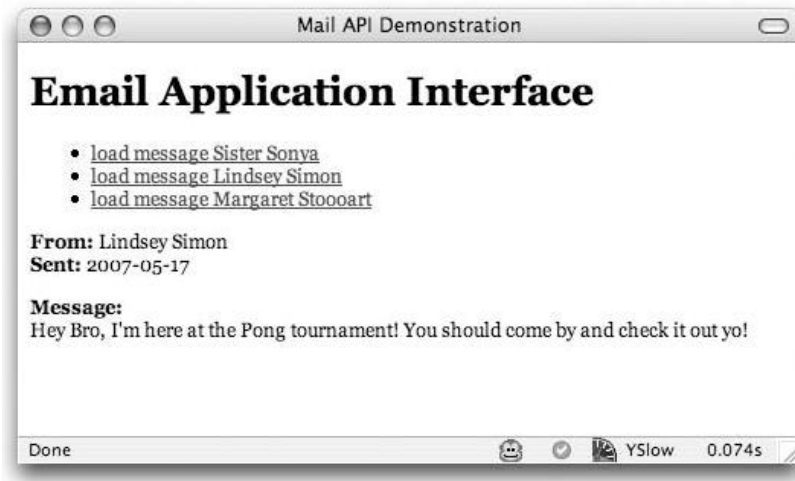 Mail API Demonstration
Email Application Interface
load message Sister Sonya
load message Lindsey Simon
load message Margaret Stoooart
From: Lindsey Simon
Sent: 2007-05-17
Message:
Hey Bro, I'm here at the Pong tournament! You should come by and check it out yo!
Done YSlow 0.074s